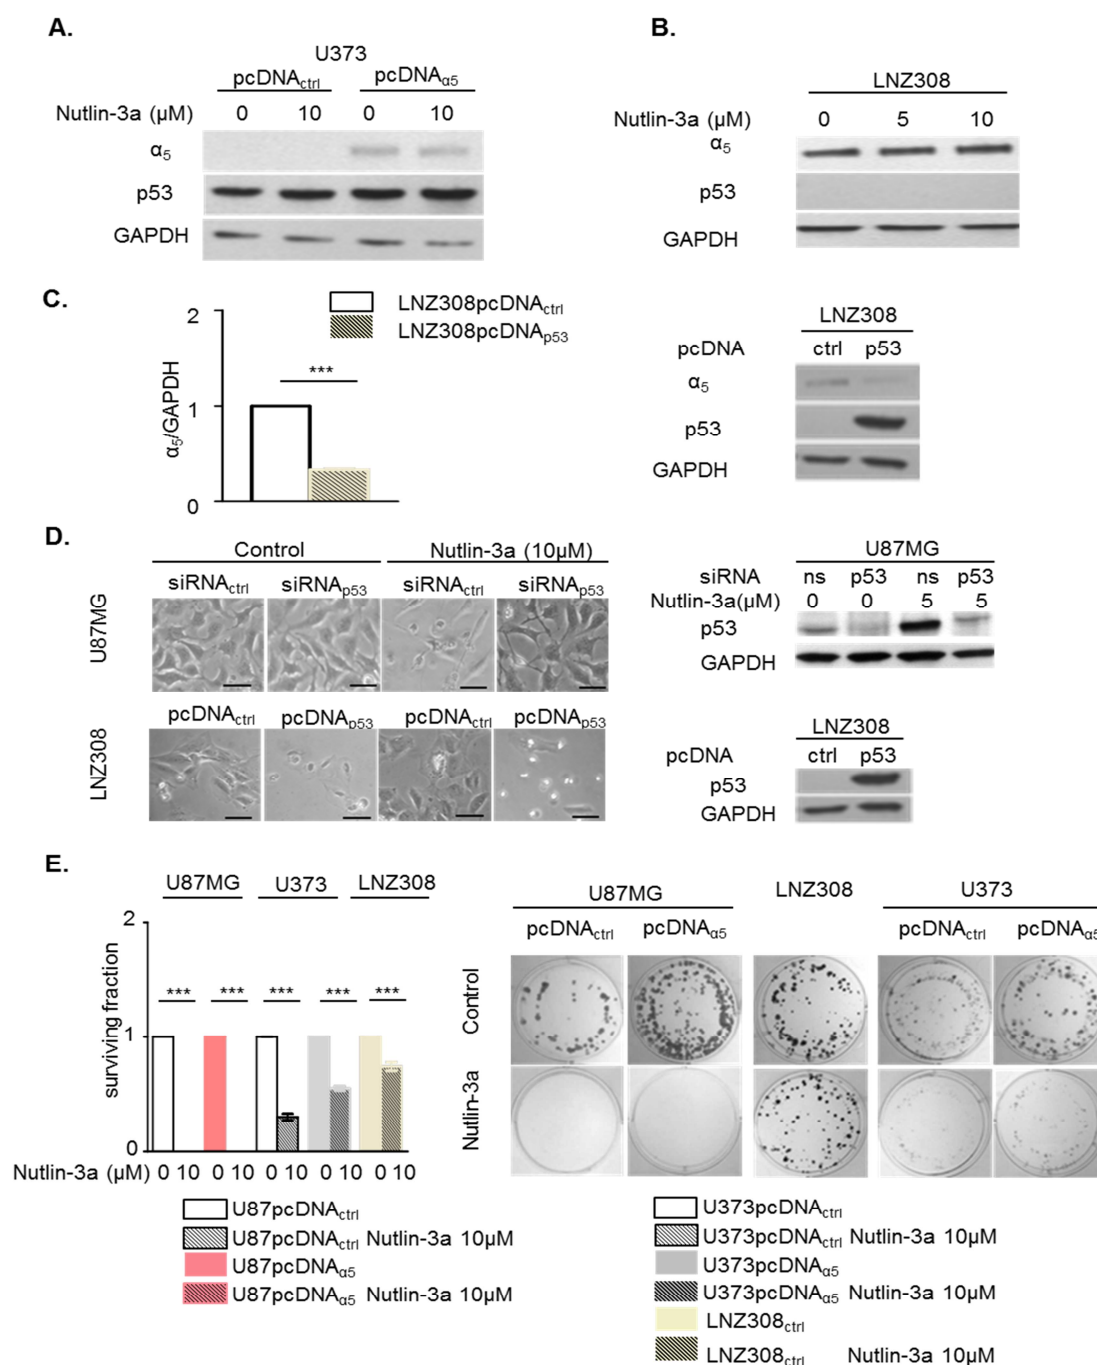 A.
U373
pcDNActrl pcDNAα5
Nutlin-3a (µM) 0 10 0 10
α5
p53
GAPDH
B.
LNZ308
Nutlin-3a (µM) 0 5 10
α5
p53
GAPDH
C.
2
1
0
α5/GAPDH
***
LNZ308pcDNActrl
LNZ308pcDNAp53
LNZ308
pcDNA ctrl p53
α5
p53
GAPDH
D.
Control Nutlin-3a (10µM)
siRNActrl siRNAp53 siRNActrl siRNAp53
U87MG
pcDNActrl pcDNAp53 pcDNActrl pcDNAp53
LNZ308
U87MG
siRNA ns p53 ns p53
Nutlin-3a(µM) 0 0 5 5
p53
GAPDH
LNZ308
pcDNA ctrl p53
p53
GAPDH
E.
U87MG U373 LNZ308
2
1
0
surviving fraction
*** *** *** *** ***
Nutlin-3a (µM) 0 10 0 10 0 10 0 10 0 10
U87pcDNActrl
U87pcDNActrl Nutlin-3a 10µM
U87pcDNAα5
U87pcDNAα5 Nutlin-3a 10µM
U87MG LNZ308 U373
pcDNActrl pcDNAα5 pcDNActrl pcDNAα5
Control
Nutlin-3a
U373pcDNActrl
U373pcDNActrl Nutlin-3a 10µM
U373pcDNAα5
U373pcDNAα5 Nutlin-3a 10µM
LNZ308ctrl
LNZ308ctrl Nutlin-3a 10µM